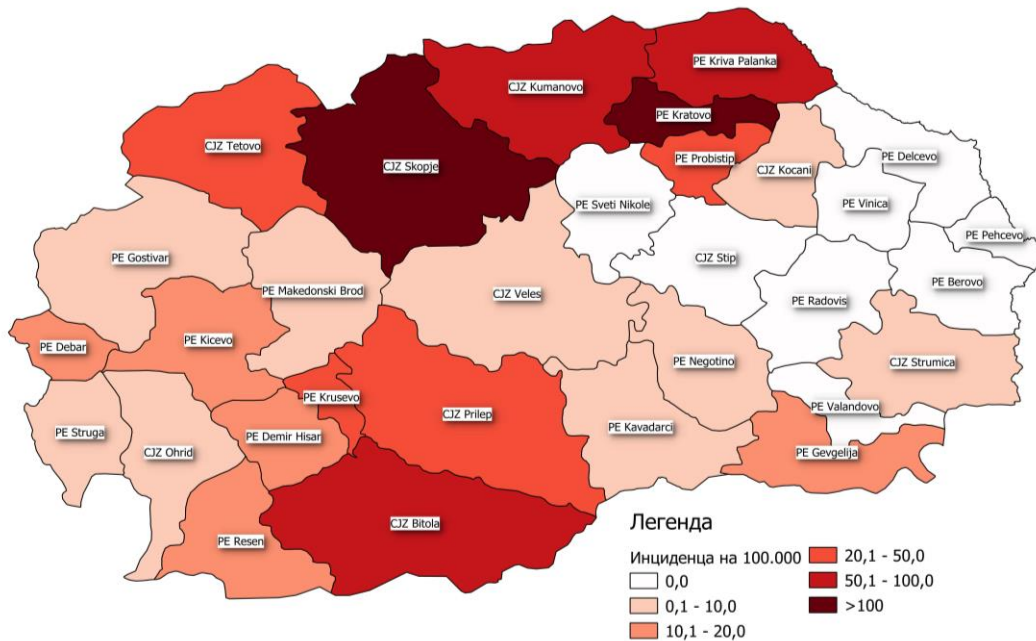 PE Kriva Palanka
CJZ Kumanovo
PE Kratovo
CJZ Tetovo
PE Probistip
PE Delcevo
CJZ Skopje
CJZ Kocani
PE Sveti Nikole
PE Vinica
PE Pehcevo
PE Gostivar
CJZ Stip
PE Makedonski Brod
CJZ Veles
PE Berovo
PE Radovis
PE Kicevo
PE Debar
PE Negotino
CJZ Strumica
PE Krusevo
PE Valandovo
CJZ Prilep
PE Struga
PE Demir Hisar
PE Kavadarci
CJZ Ohrid
PE Gevgelija
CJZ Bitola
PE Resen
Легенда
Инциденца на 100.000
0,0
0,1 - 10,0
10,1 - 20,0
20,1 - 50,0
50,1 - 100,0
>100